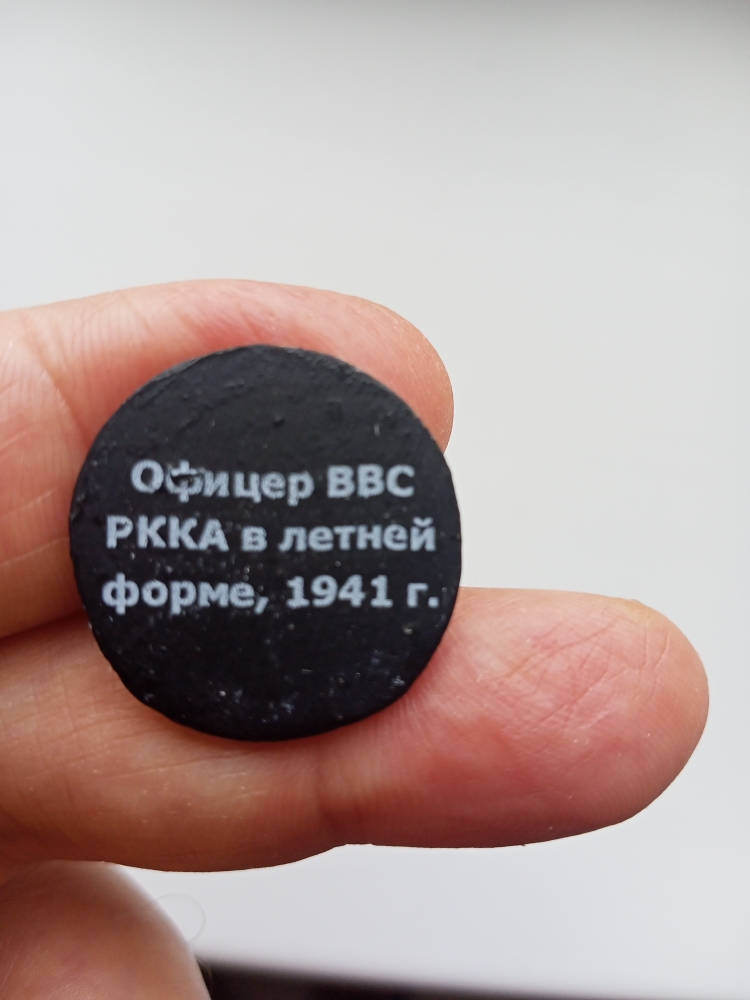 Офицер ВВС
РККА в летней
форме, 1941 г.